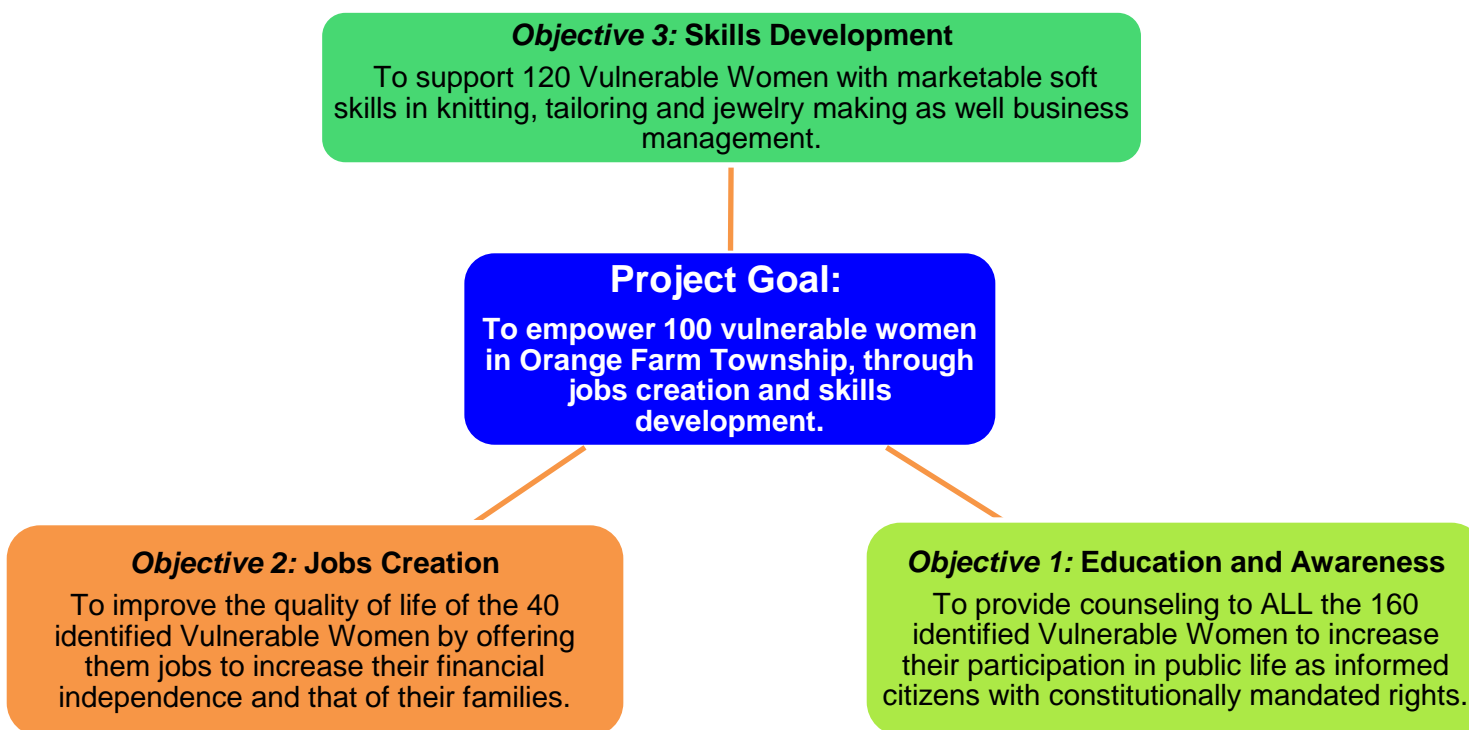 Objective 3: Skills Development
To support 120 Vulnerable Women with marketable soft
skills in knitting, tailoring and jewelry making as well business
management.
Project Goal:
To empower 100 vulnerable women
in Orange Farm Township, through
jobs creation and skills
development.
Objective 2: Jobs Creation
To improve the quality of life of the 40
identified Vulnerable Women by offering
them jobs to increase their financial
independence and that of their families.
Objective 1: Education and Awareness
To provide counseling to ALL the 160
identified Vulnerable Women to increase
their participation in public life as informed
citizens with constitutionally mandated rights.